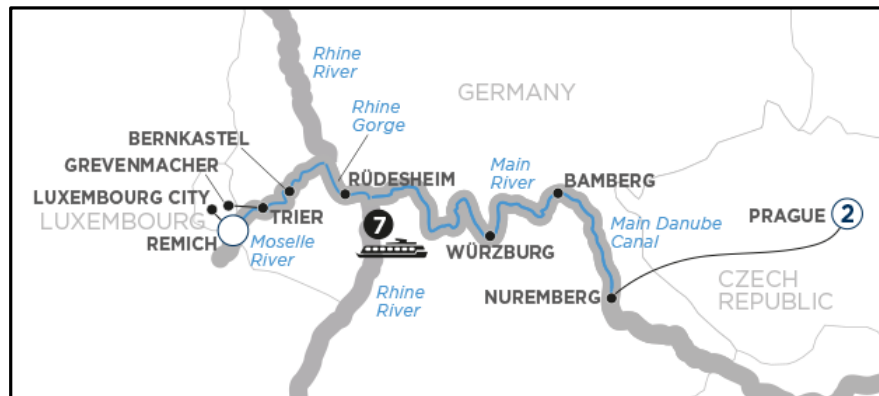 Rhine
River
GERMANY
Rhine
Gorge
BERNKASTEL
GREVENMACHER
LUXEMBOURG CITY
LUXEMBOURG
REMICH
TRIER
Moselle
River
RÜDESHEIM
Main
River
BAMBERG
7
WÜRZBURG
Main Danube
Canal
PRAGUE 2
Rhine
River
NUREMBERG
CZECH
REPUBLIC